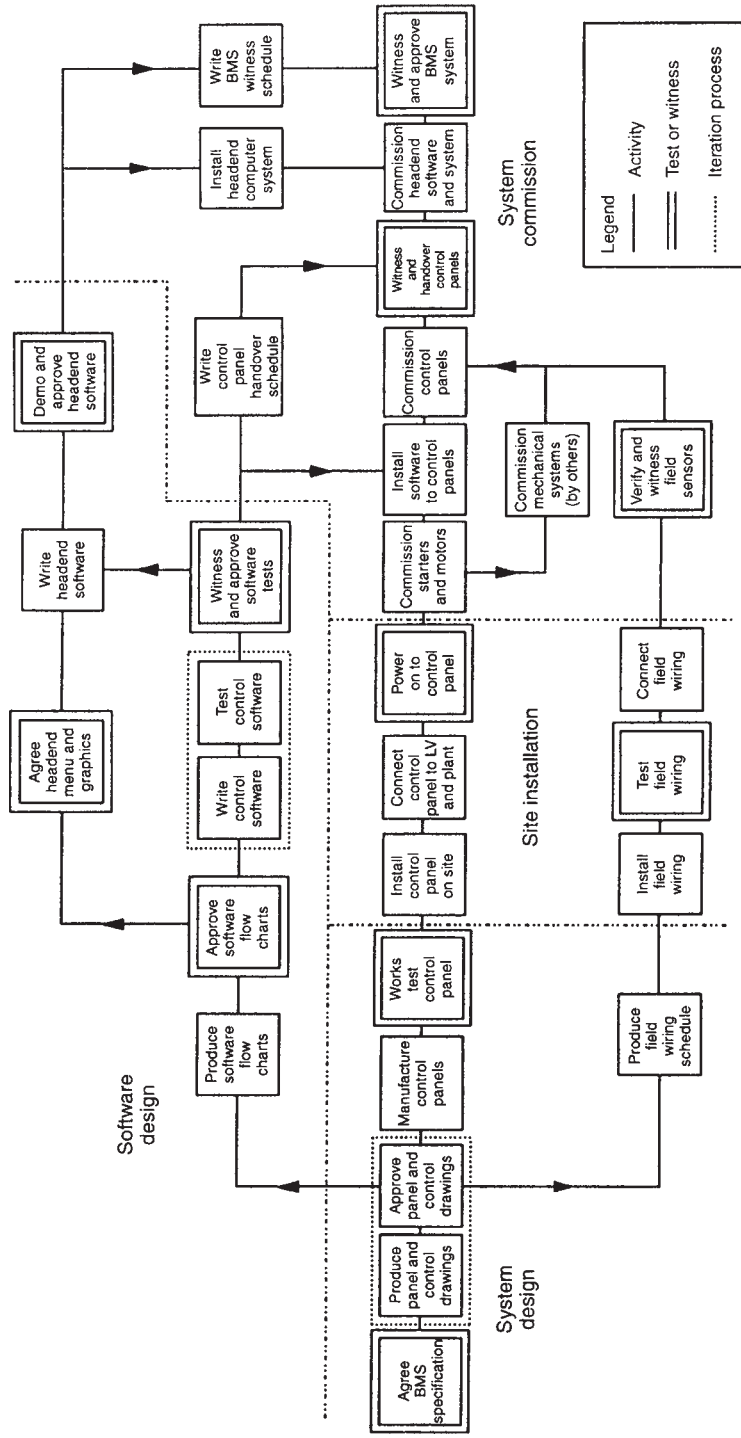 Agree
headend
menu and
graphics
Write
headend
software
Demo and
approve
headend
software
Software
design
Produce
software
flow
charts
Approve
software
flow
charts
Write
control
software
Test
control
software
Witness
and approve
software
tests
Write
control
panel
handover
schedule
Install
headend
computer
system
Write
BMS
witness
schedule
Agree
BMS
specification
Produce
panel and
control
drawings
Approve
panel and
control
drawings
Manufacture
control
panels
Works
test
control
panel
Install
control
panel
on site
Connect
control
panel to LV
and plant
Power
on to
control
panel
Commission
starters
and motors
Install
software
to control
panels
Commission
control
panels
Witness
and
handover
control
panels
Commission
headend
software
and system
Witness
and approve
BMS
system
System
design
Site installation
System
commission
Commission
mechanical
systems
(by others)
Produce
field
wiring
schedule
Install
field
wiring
Test
field
wiring
Connect
field
wiring
Verify and
witness
field
sensors
Legend
Activity
Test or witness
Iteration process